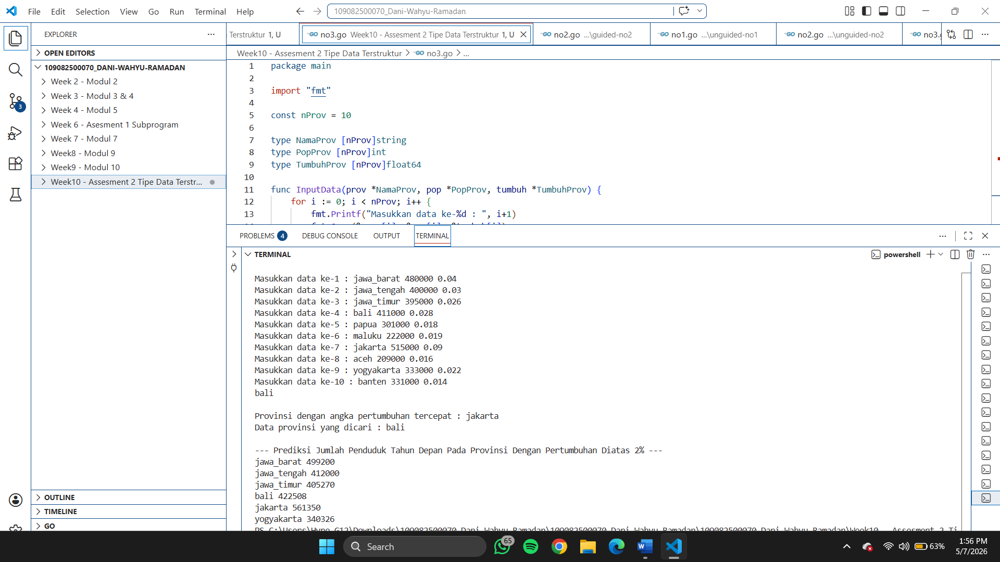 File Edit Selection View Go Run Terminal Help
109082500070_Dani-Wahyu-Ramadan
EXPLORER
Terstruktur 1, U
no3.go Week10 - Assesment 2 Tipe Data Terstruktur 1, U
no2.go ...\guided-no2
no1.go ...\unguided-no1
no2.go ...\unguided-no2
no3.g
OPEN EDITORS
109082500070_DANI-WAHYU-RAMADAN
Week 2 - Modul 2
Week 3 - Modul 3 & 4
Week 4 - Modul 5
Week 6 - Asesment 1 Subprogram
Week 7 - Modul 7
Week8 - Modul 9
Week9 - Modul 10
Week10 - Assesment 2 Tipe Data Terstr...
3
OUTLINE
TIMELINE
GO
Week10 - Assesment 2 Tipe Data Terstruktur > no3.go > ...
1 package main
2
3 import "fmt"
4
5 const nProv = 10
6
7 type NamaProv [nProv]string
8 type PopProv [nProv]int
9 type TumbuhProv [nProv]float64
10
11 func InputData(prov *NamaProv, pop *PopProv, tumbuh *TumbuhProv) {
12 for i := 0; i < nProv; i++ {
13 fmt.Printf("Masukkan data ke-%d : ", i+1)
PROBLEMS 4 DEBUG CONSOLE OUTPUT TERMINAL
TERMINAL
powershell
Masukkan data ke-1 : jawa_barat 480000 0.04
Masukkan data ke-2 : jawa_tengah 400000 0.03
Masukkan data ke-3 : jawa_timur 395000 0.026
Masukkan data ke-4 : bali 411000 0.028
Masukkan data ke-5 : papua 301000 0.018
Masukkan data ke-6 : maluku 222000 0.019
Masukkan data ke-7 : jakarta 515000 0.09
Masukkan data ke-8 : aceh 209000 0.016
Masukkan data ke-9 : yogyakarta 333000 0.022
Masukkan data ke-10 : banten 331000 0.014
bali
Provinsi dengan angka pertumbuhan tercepat : jakarta
Data provinsi yang dicari : bali
--- Prediksi Jumlah Penduduk Tahun Depan Pada Provinsi Dengan Pertumbuhan Diatas 2% ---
jawa_barat 499200
jawa_tengah 412000
jawa_timur 405270
bali 422508
jakarta 561350
yogyakarta 340326
PS C:\Users\Hype G12\Downloads\109082500070_Dani_Wahyu_Ramadan\109082500070_Dani_Wahyu_Ramadan\109082500070_Dani_Wahyu_Ramadan\Week10 - Assesment 2 Ti
Search
65
63%
1:56 PM
5/7/2026